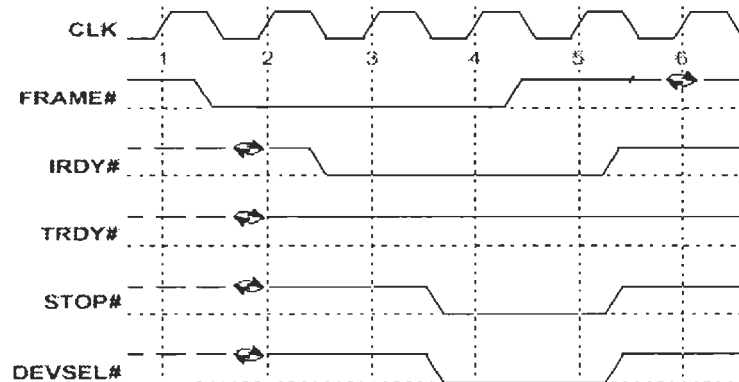 CLK
1 2 3 4 5 6
FRAME#
IRDY#
TRDY#
STOP#
DEVSEL#